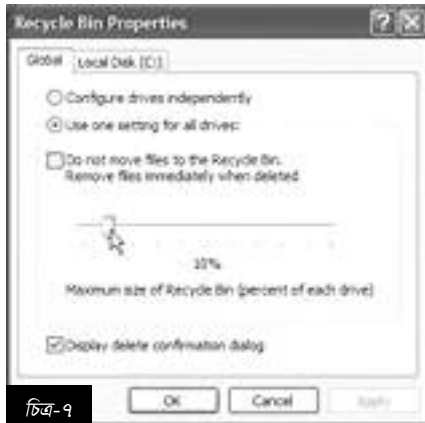 Recycle Bin Properties
Global
Local Disk (C:)
Configure drives independently
Use one setting for all drives:
Do not move files to the Recycle Bin.
Remove files immediately when deleted
10%
Maximum size of Recycle Bin (percent of each drive)
Display delete confirmation dialog
OK
Cancel
Apply
চিত্র-৭